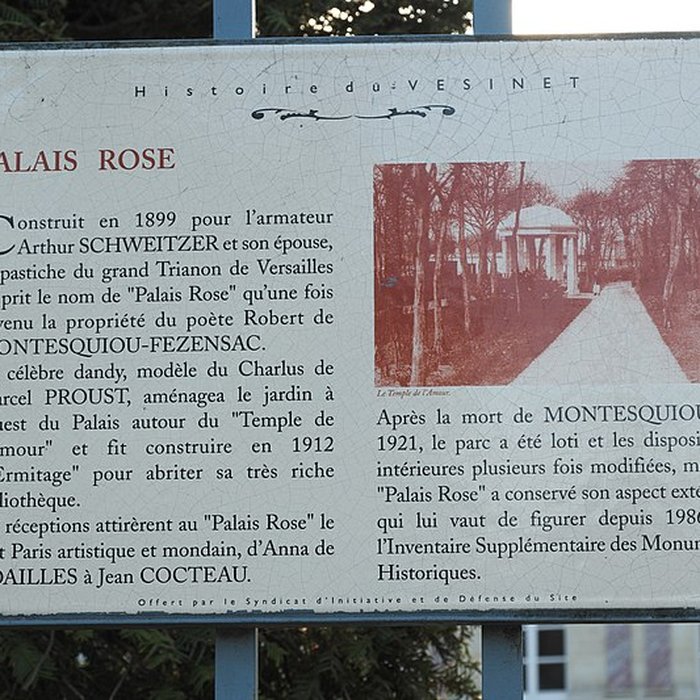 Histoire du VESINET
ALAIS ROSE
Construit en 1899 pour l'armateur
Arthur SCHWEITZER et son épouse,
pastiche du grand Trianon de Versailles
prit le nom de "Palais Rose" qu'une fois
venu la propriété du poète Robert de
ONTESQUIOU-FEZENSAC.
célèbre dandy, modèle du Charlus de
arcel PROUST, aménagea le jardin à
uest du Palais autour du "Temple de
mour" et fit construire en 1912
Ermitage" pour abriter sa très riche
liothèque.
réceptions attirèrent au "Palais Rose" le
t Paris artistique et mondain, d'Anna de
OAILLES à Jean COCTEAU.
Le Temple de l'Amour.
Après la mort de MONTESQUIOU
1921, le parc a été loti et les disposi
intérieures plusieurs fois modifiées, m
"Palais Rose" a conservé son aspect exté
qui lui vaut de figurer depuis 1986
l'Inventaire Supplémentaire des Monum
Historiques.
Offert par le Syndicat d'Initiative et de Défense du Site